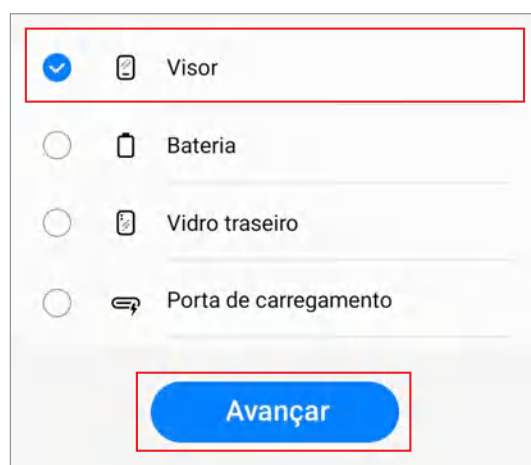 Visor
Bateria
Vidro traseiro
Porta de carregamento
Avançar